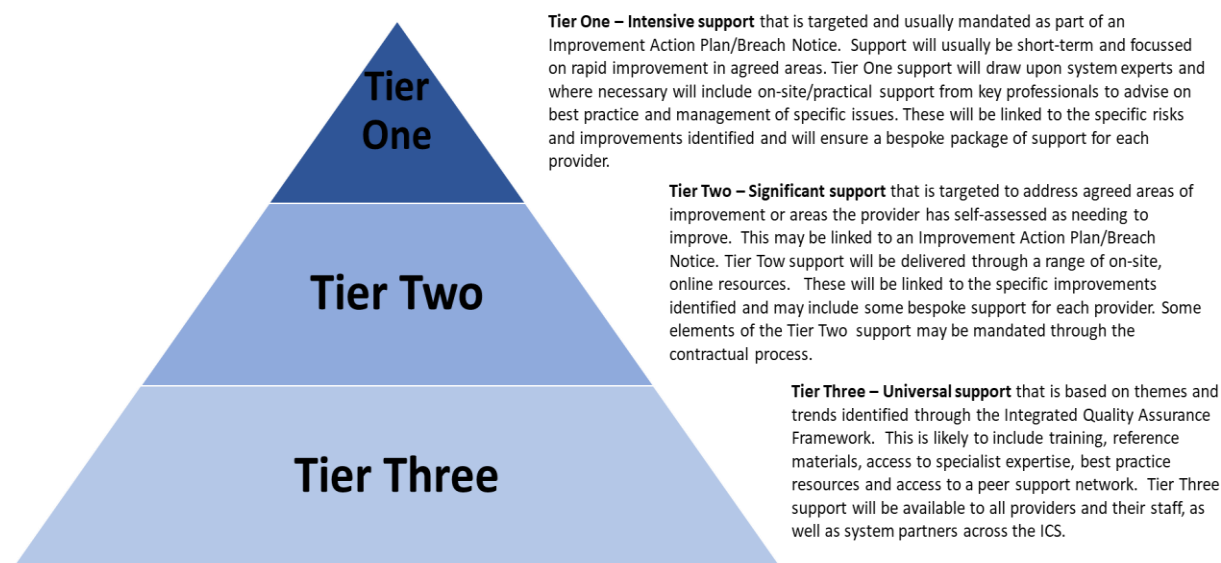 Tier
One
Tier One – Intensive support that is targeted and usually mandated as part of an
Improvement Action Plan/Breach Notice. Support will usually be short-term and focussed
on rapid improvement in agreed areas. Tier One support will draw upon system experts and
where necessary will include on-site/practical support from key professionals to advise on
best practice and management of specific issues. These will be linked to the specific risks
and improvements identified and will ensure a bespoke package of support for each
provider.
Tier Two
Tier Two – Significant support that is targeted to address agreed areas of
improvement or areas the provider has self-assessed as needing to
improve. This may be linked to an Improvement Action Plan/Breach
Notice. Tier Tow support will be delivered through a range of on-site,
online resources. These will be linked to the specific improvements
identified and may include some bespoke support for each provider. Some
elements of the Tier Two support may be mandated through the
contractual process.
Tier Three
Tier Three – Universal support that is based on themes and
trends identified through the Integrated Quality Assurance
Framework. This is likely to include training, reference
materials, access to specialist expertise, best practice
resources and access to a peer support network. Tier Three
support will be available to all providers and their staff, as
well as system partners across the ICS.